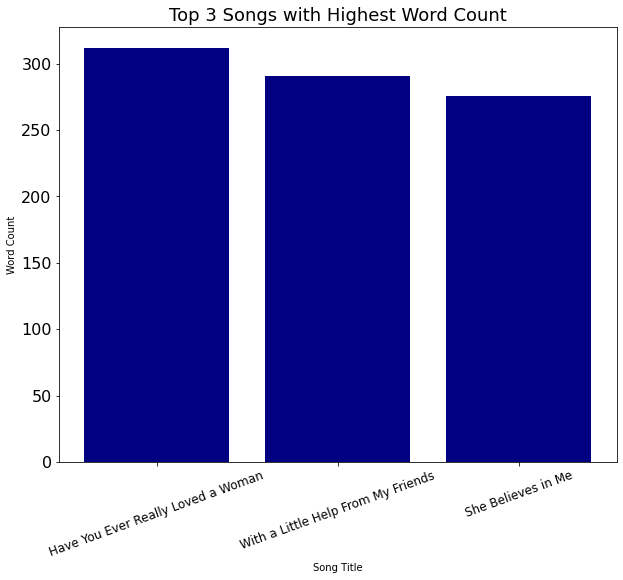 Top 3 Songs with Highest Word Count
300
250
200
150
100
50
0
Word Count
Have You Ever Really Loved a Woman
With a Little Help From My Friends
She Believes in Me
Song Title